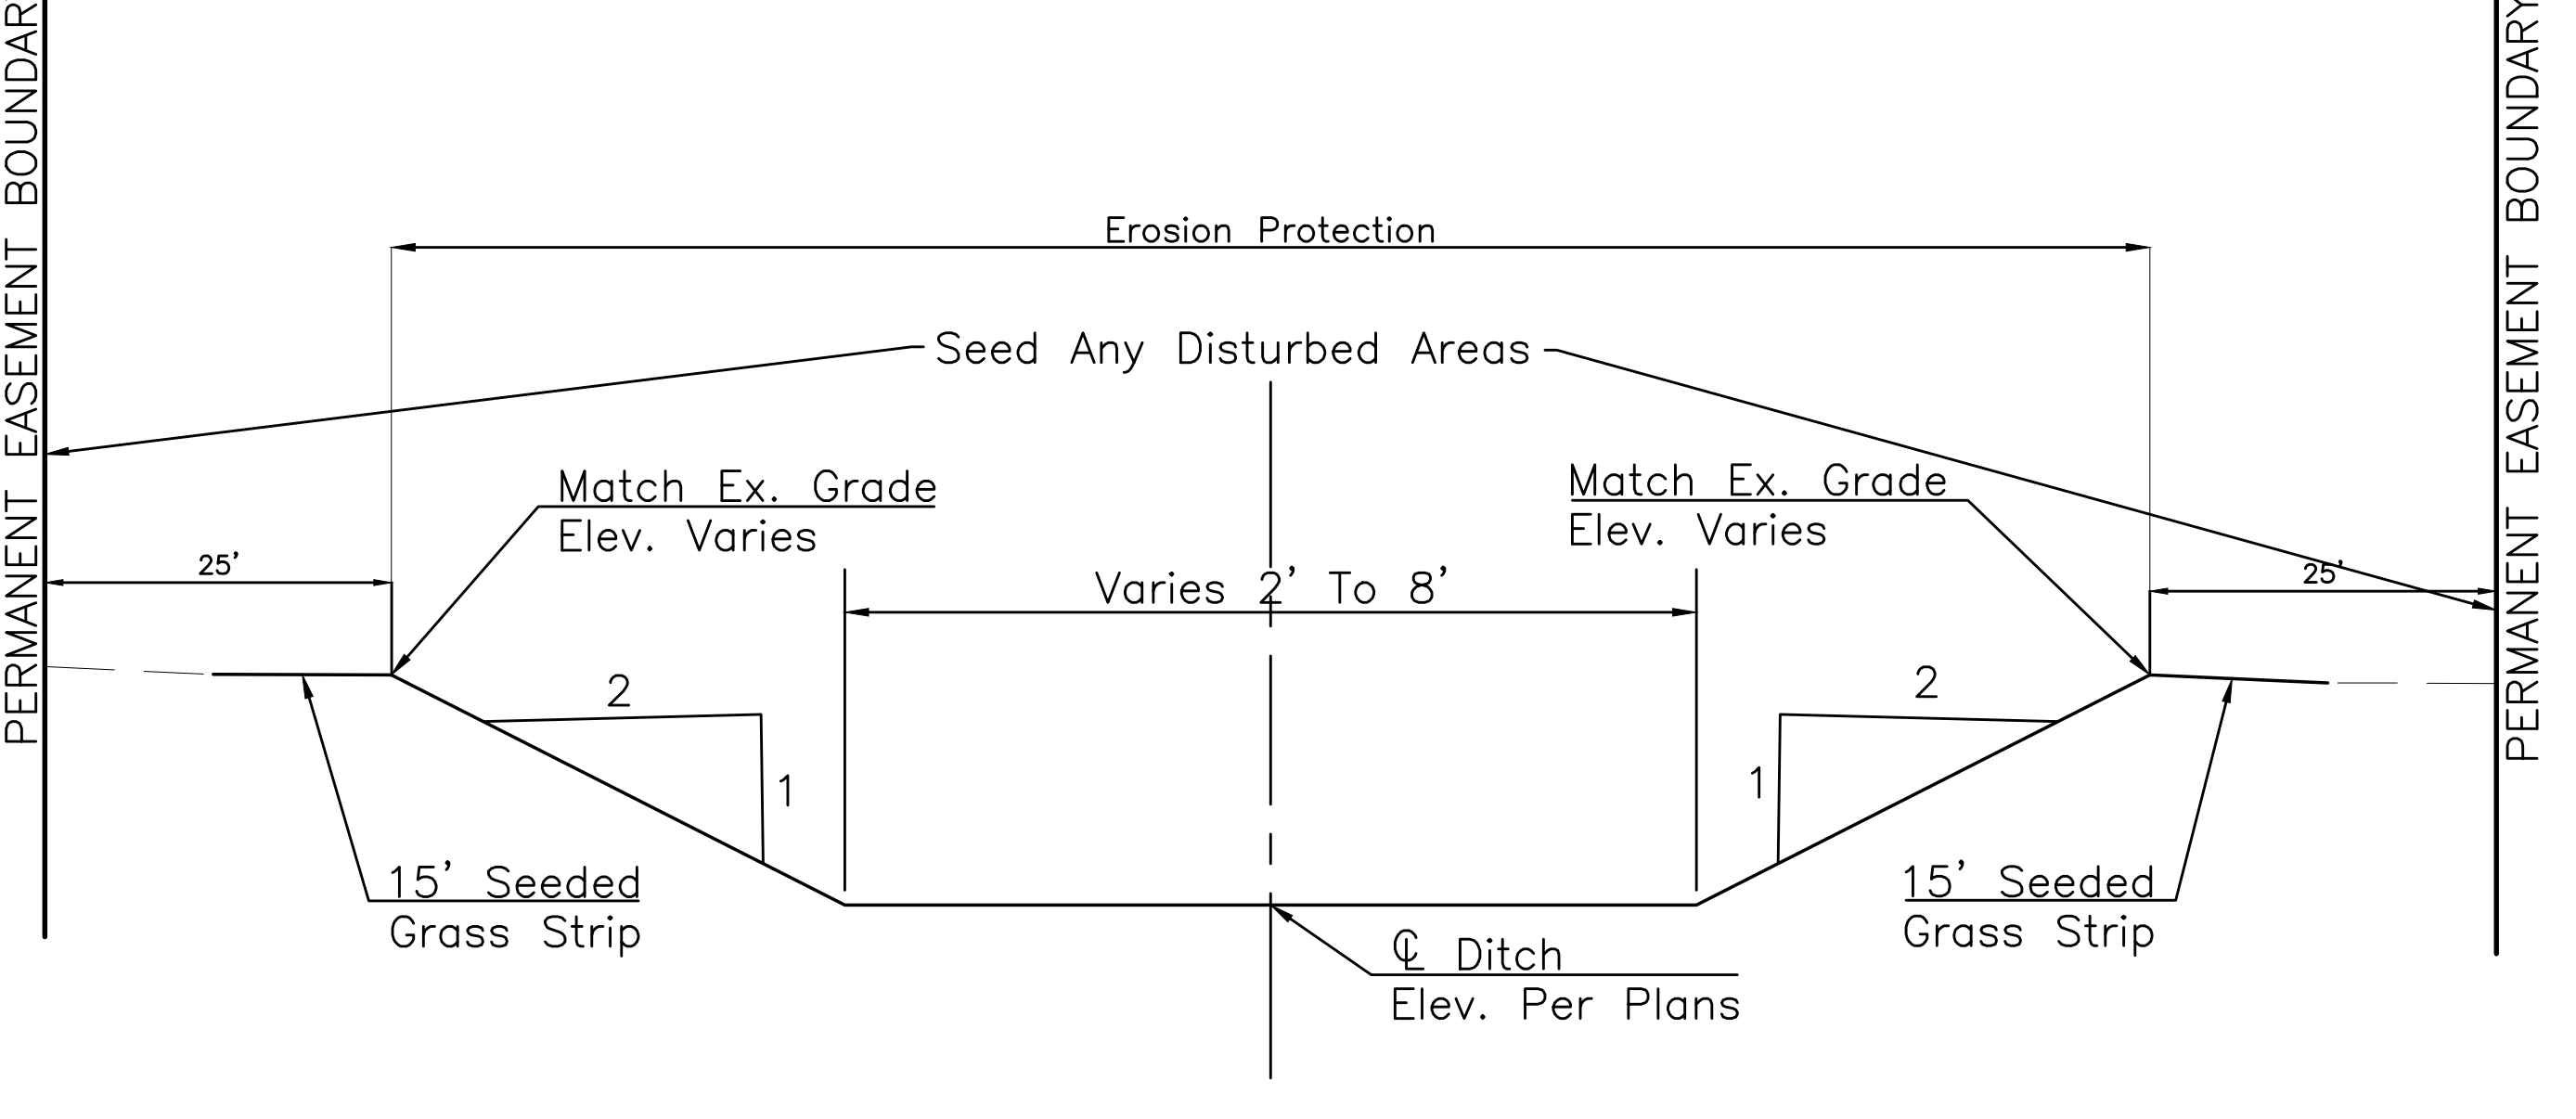 PERMANENT EASEMENT BOUNDAR
PERMANENT EASEMENT BOUNDARY
Erosion Protection
Seed Any Disturbed Areas
Match Ex. Grade
Elev. Varies
Match Ex. Grade
Elev. Varies
25'
Varies 2' To 8'
25'
2
1
2
1
15' Seeded
Grass Strip
15' Seeded
Grass Strip
℄ Ditch
Elev. Per Plans